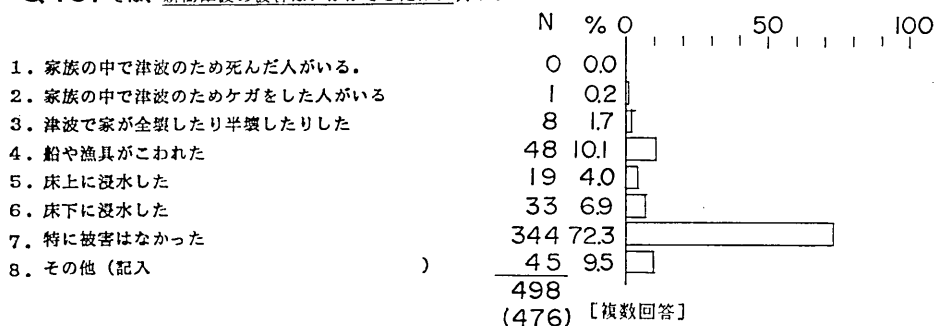 N % 0 50 100
1. 家族の中で津波のため死んだ人がいる. 0 0.0
2. 家族の中で津波のためケガをした人がいる 1 0.2
3. 津波で家が全壊したり半壊したりした 8 1.7
4. 船や漁具がこわれた 48 10.1
5. 床上に浸水した 19 4.0
6. 床下に浸水した 33 6.9
7. 特に被害はなかった 344 72.3
8. その他 (記入 ) 45 9.5
498
(476) [複数回答]